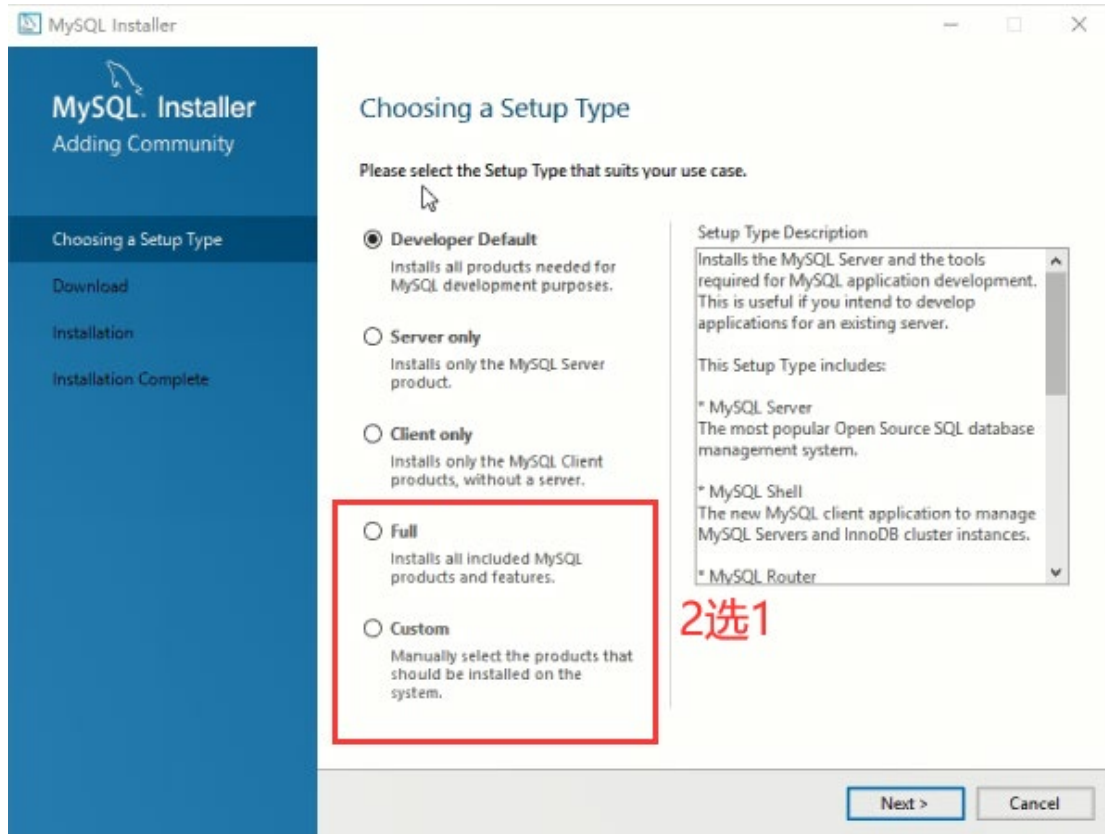 MySQL Installer
MySQL. Installer
Adding Community
Choosing a Setup Type
Download
Installation
Installation Complete
Choosing a Setup Type
Please select the Setup Type that suits your use case.
Developer Default
Installs all products needed for
MySQL development purposes.
Server only
Installs only the MySQL Server
product.
Client only
Installs only the MySQL Client
products, without a server.
Full
Installs all included MySQL
products and features.
Custom
Manually select the products that
should be installed on the
system.
Setup Type Description
Installs the MySQL Server and the tools
required for MySQL application development.
This is useful if you intend to develop
applications for an existing server.
This Setup Type includes:
* MySQL Server
The most popular Open Source SQL database
management system.
* MySQL Shell
The new MySQL client application to manage
MySQL Servers and InnoDB cluster instances.
* MySQL Router
2选1
Next >
Cancel